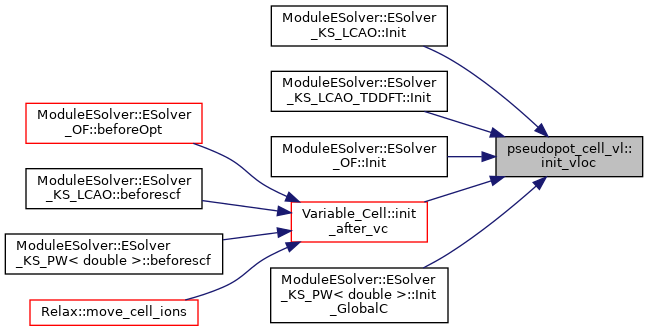 ModuleESolver::ESolver
_KS_LCAO::Init
ModuleESolver::ESolver
_KS_LCAO_TDDFT::Init
ModuleESolver::ESolver
_OF::beforeOpt
ModuleESolver::ESolver
_OF::Init
pseudopot_cell_vl::
init_vloc
ModuleESolver::ESolver
_KS_LCAO::beforescf
Variable_Cell::init
_after_vc
ModuleESolver::ESolver
_KS_PW< double >::beforescf
ModuleESolver::ESolver
_KS_PW< double >::Init
_GlobalC
Relax::move_cell_ions